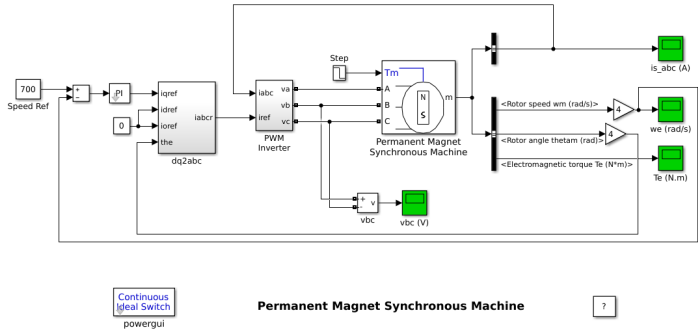 is_abc (A)
Step
Tm
A
B
C
N
S
m
Permanent Magnet
Synchronous Machine
700
Speed Ref
+
−
PI
0
iqref
idref
ioref
the
iabcr
dq2abc
iabc
iref
va
vb
vc
PWM
Inverter
<Rotor speed wm (rad/s)>
4
we (rad/s)
<Rotor angle thetam (rad)>
4
<Electromagnetic torque Te (N*m)>
Te (N.m)
+
-
v
vbc
vbc (V)
Continuous
Ideal Switch
powergui
Permanent Magnet Synchronous Machine
?